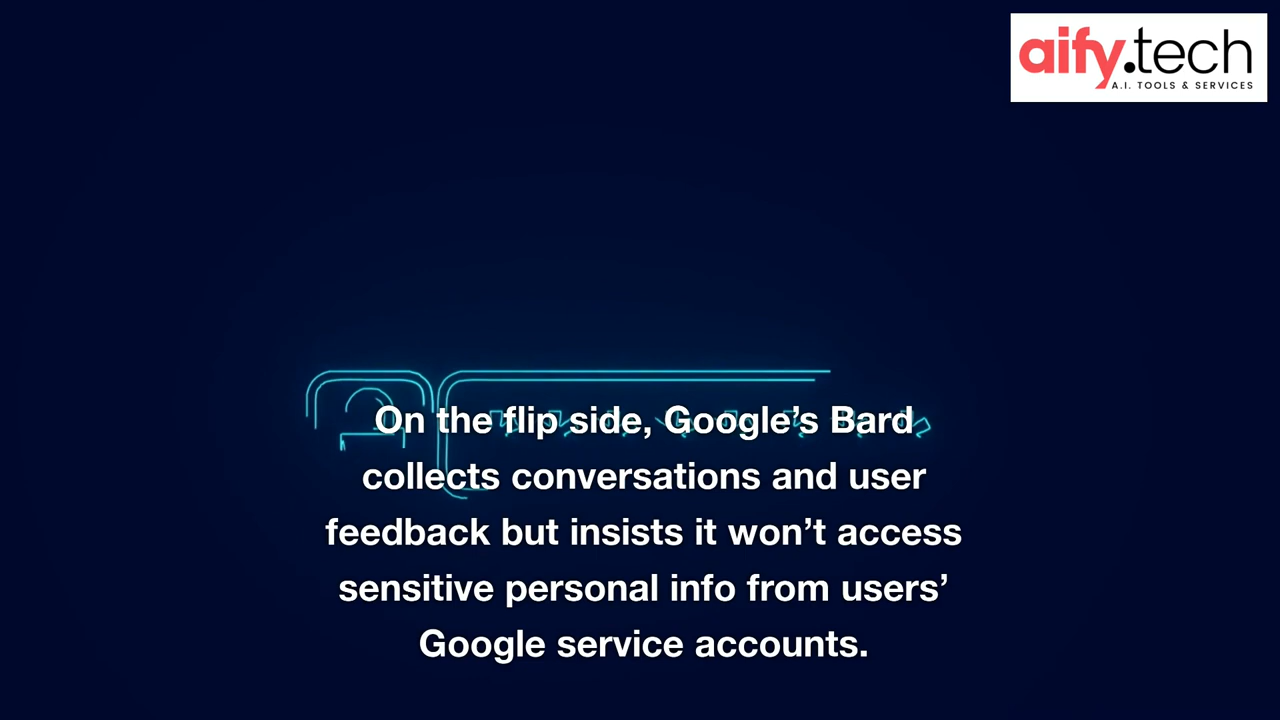 aify.tech
A.I. TOOLS & SERVICES
On the flip side, Google’s Bard
collects conversations and user
feedback but insists it won’t access
sensitive personal info from users’
Google service accounts.